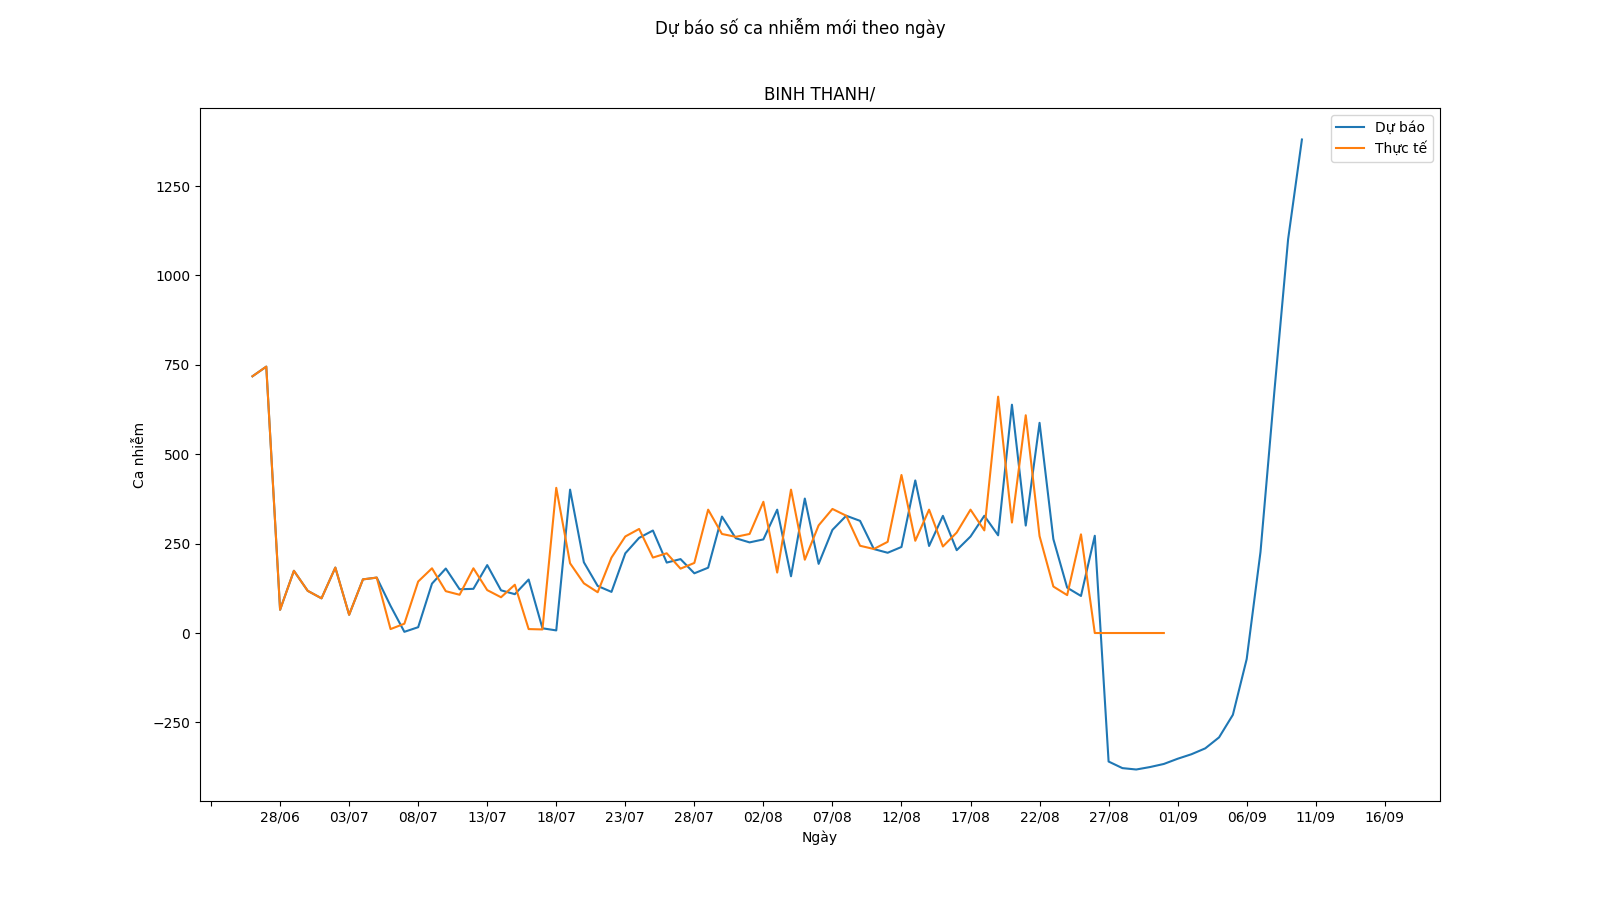 Dự báo số ca nhiễm mới theo ngày
BINH THANH/
Dự báo
Thực tế
1250
1000
750
500
250
0
−250
Ca nhiễm
28/06 03/07 08/07 13/07 18/07 23/07 28/07 02/08 07/08 12/08 17/08 22/08 27/08 01/09 06/09 11/09 16/09
Ngày